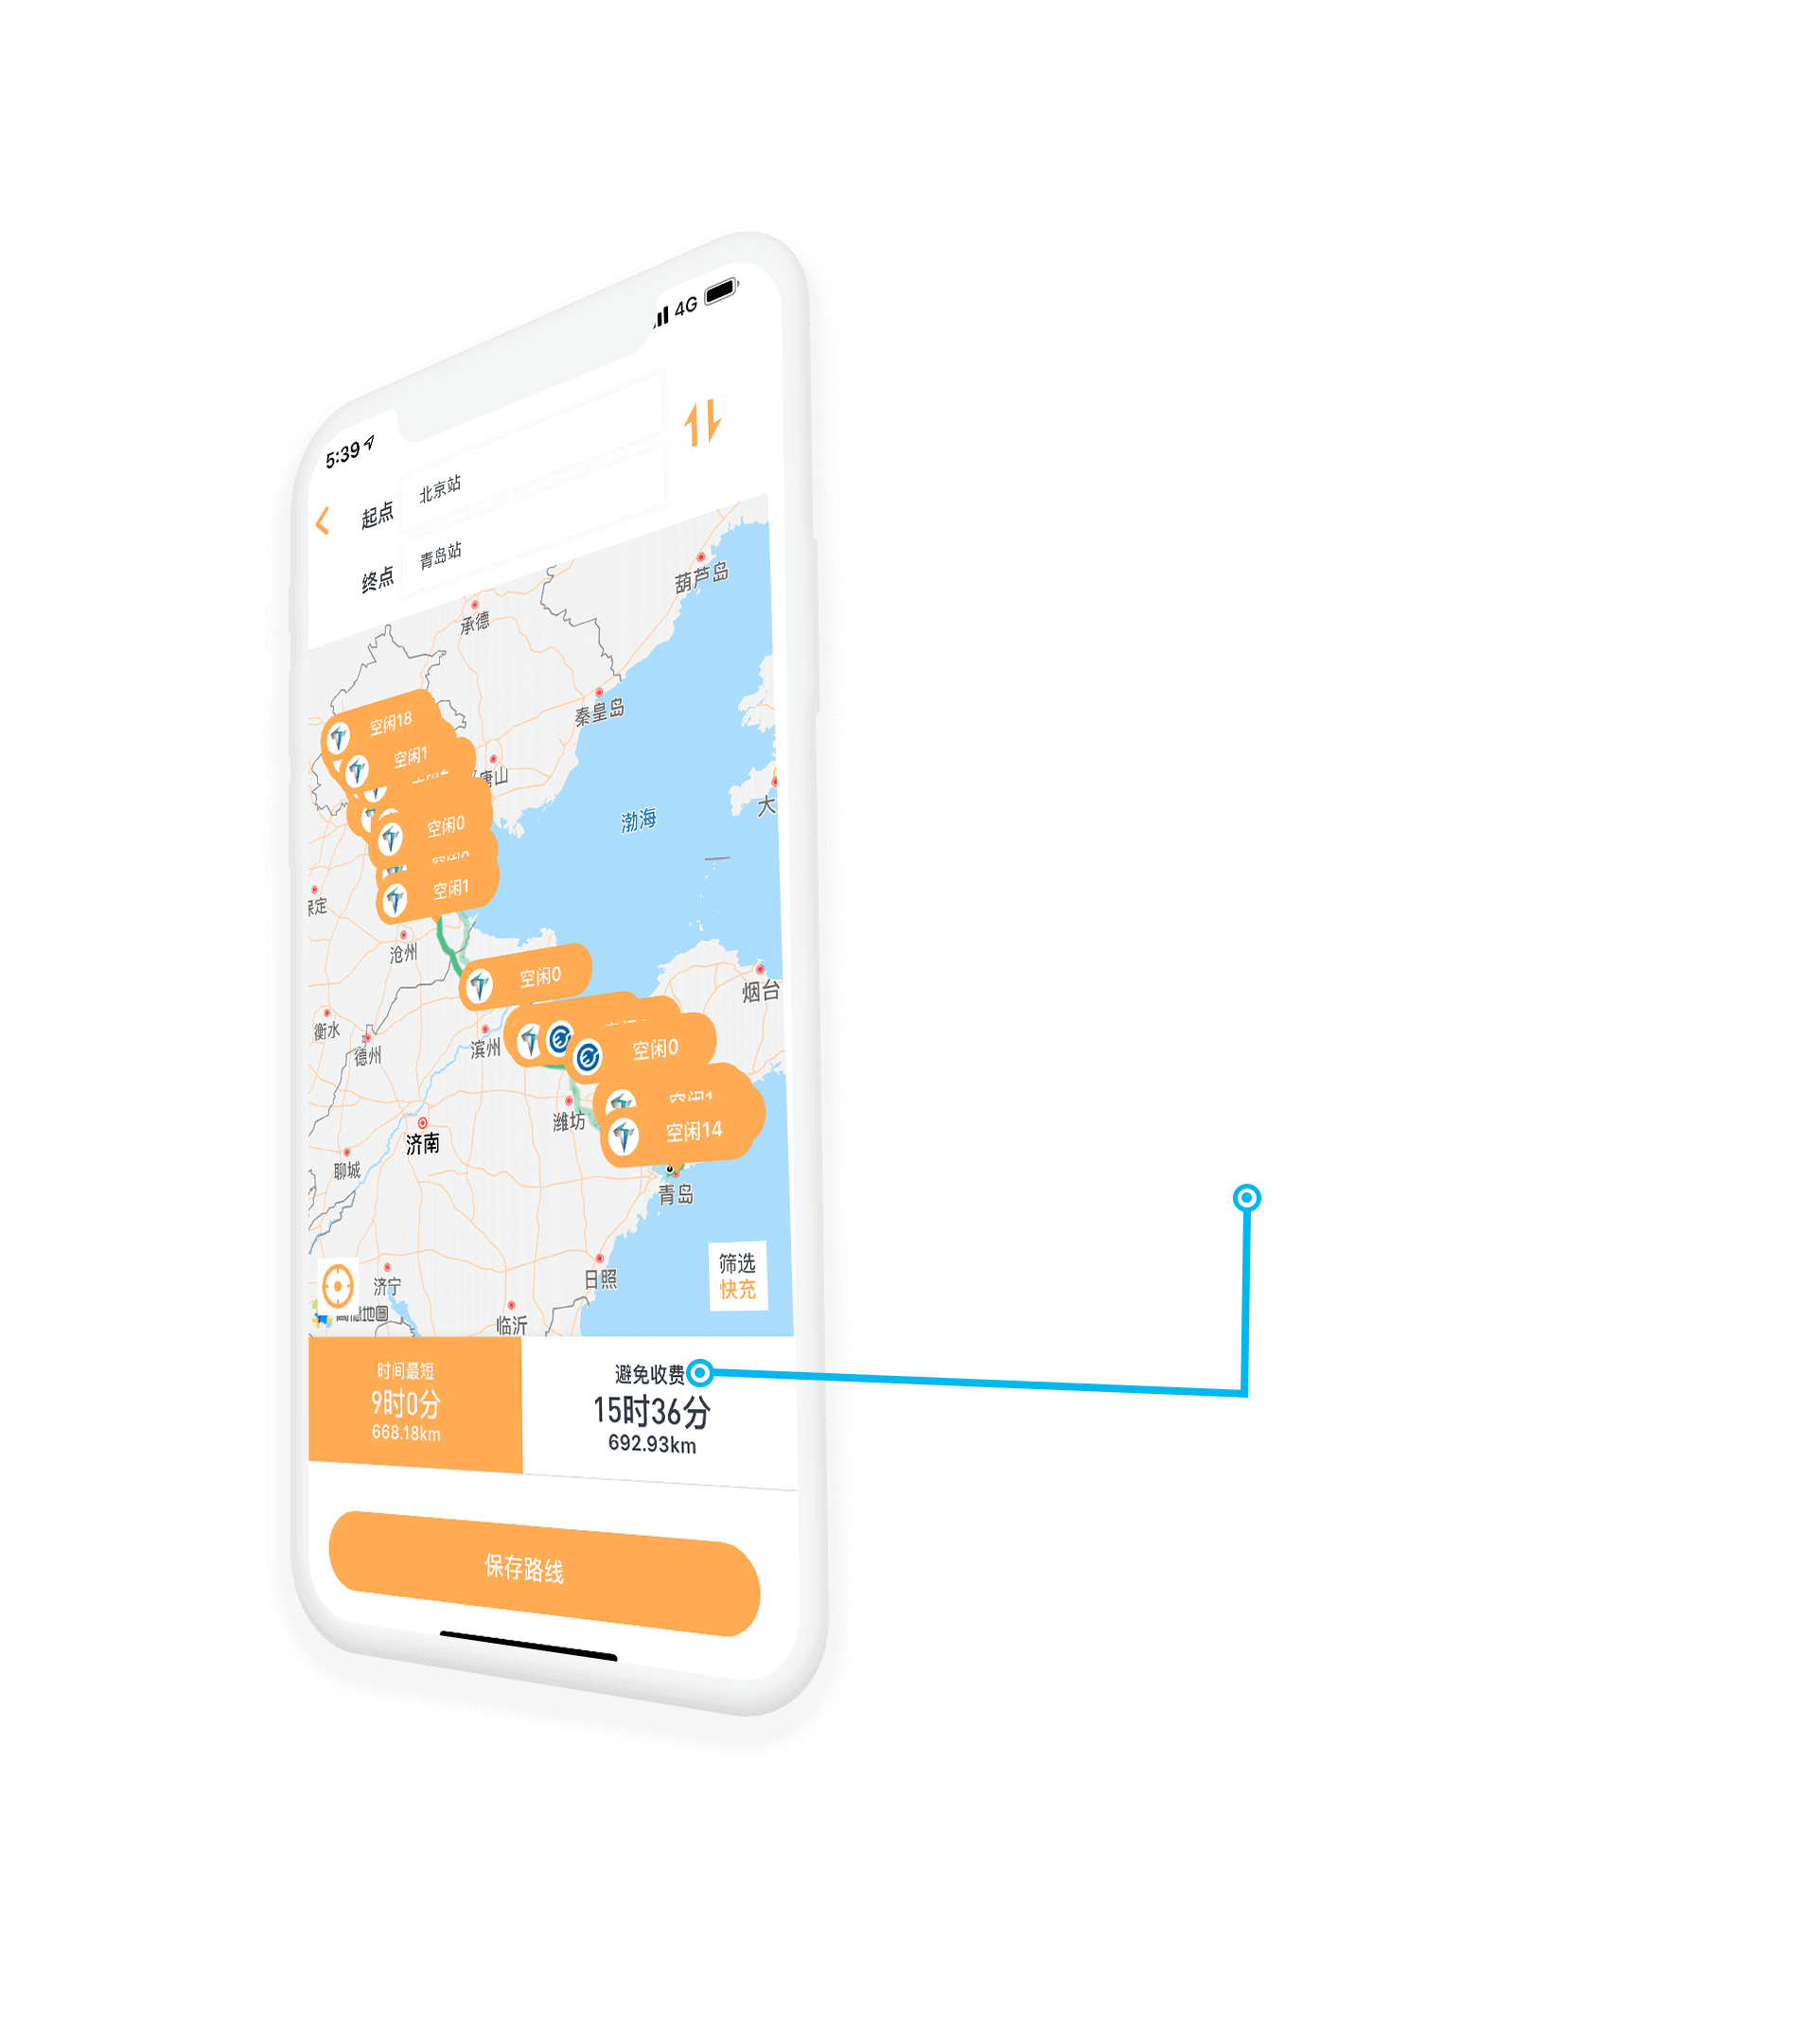 4G
5:39
起点
北京站
终点
青岛站
葫芦岛
承德
秦皇岛
空闲18
空闲1
唐山
大
渤海
空闲0
空闲1
保定
沧州
空闲0
烟台
衡水
德州
滨州
空闲0
潍坊
空闲1
空闲14
济南
聊城
青岛
筛选
快充
济宁
日照
地图
临沂
时间最短
9时0分
668.18km
避免收费
15时36分
692.93km
保存路线